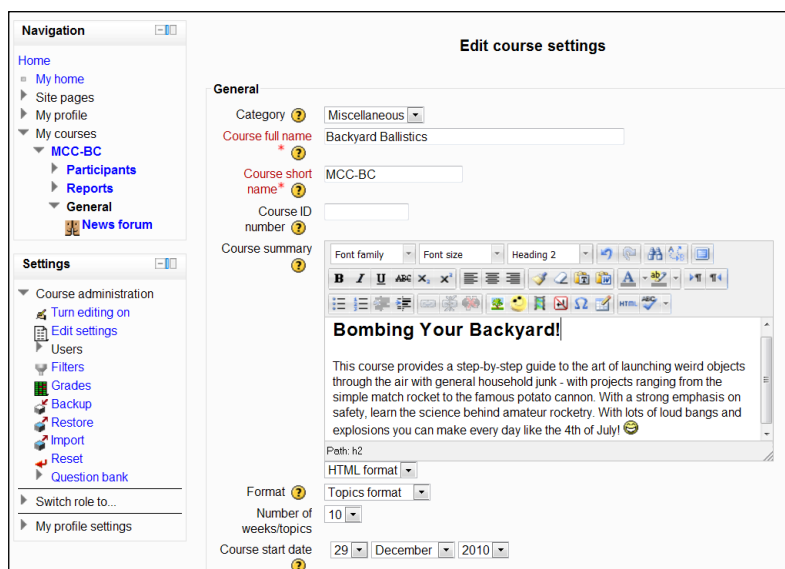 Navigation
Home
My home
Site pages
My profile
My courses
MCC-BC
Participants
Reports
General
News forum
Settings
Course administration
Turn editing on
Edit settings
Users
Filters
Grades
Backup
Restore
Import
Reset
Question bank
Switch role to...
My profile settings
Edit course settings
General
Category ? Miscellaneous
Course full name Backyard Ballistics
* ?
Course short MCC-BC
name* ?
Course ID
number ?
Course summary
?
Font family Font size Heading 2
B I U ABC X₂ X² A ab
Ω HTML ABC
Bombing Your Backyard!
This course provides a step-by-step guide to the art of launching weird objects
through the air with general household junk - with projects ranging from the
simple match rocket to the famous potato cannon. With a strong emphasis on
safety, learn the science behind amateur rocketry. With lots of loud bangs and
explosions you can make every day like the 4th of July!
Path: h2
HTML format
Format ? Topics format
Number of 10
weeks/topics
Course start date 29 December 2010
?